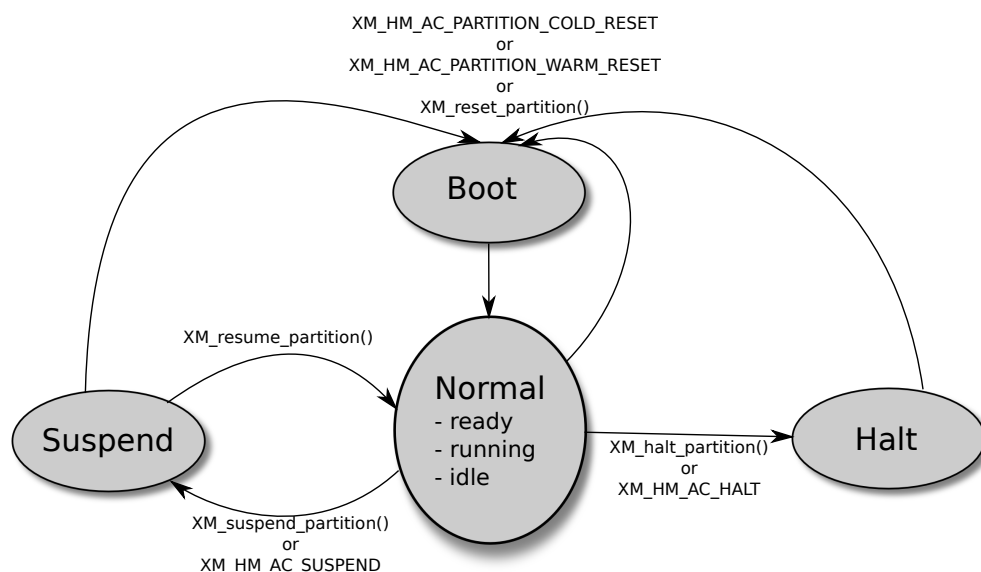 XM_HM_AC_PARTITION_COLD_RESET
or
XM_HM_AC_PARTITION_WARM_RESET
or
XM_reset_partition()
Boot
XM_resume_partition()
Normal
- ready
- running
- idle
Suspend
Halt
XM_halt_partition()
or
XM_HM_AC_HALT
XM_suspend_partition()
or
XM_HM_AC_SUSPEND